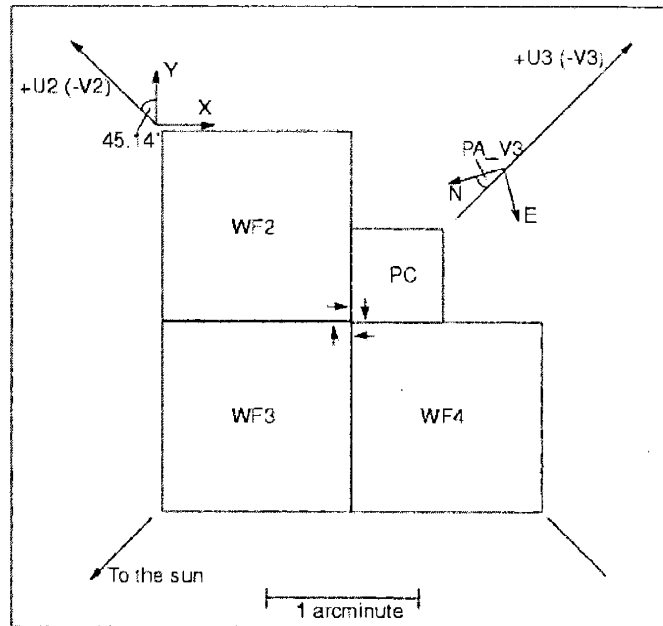 +U2 (-V2)
Y
X
45.14°
+U3 (-V3)
PA_V3
N
E
WF2
PC
WF3
WF4
To the sun
1 arcminute